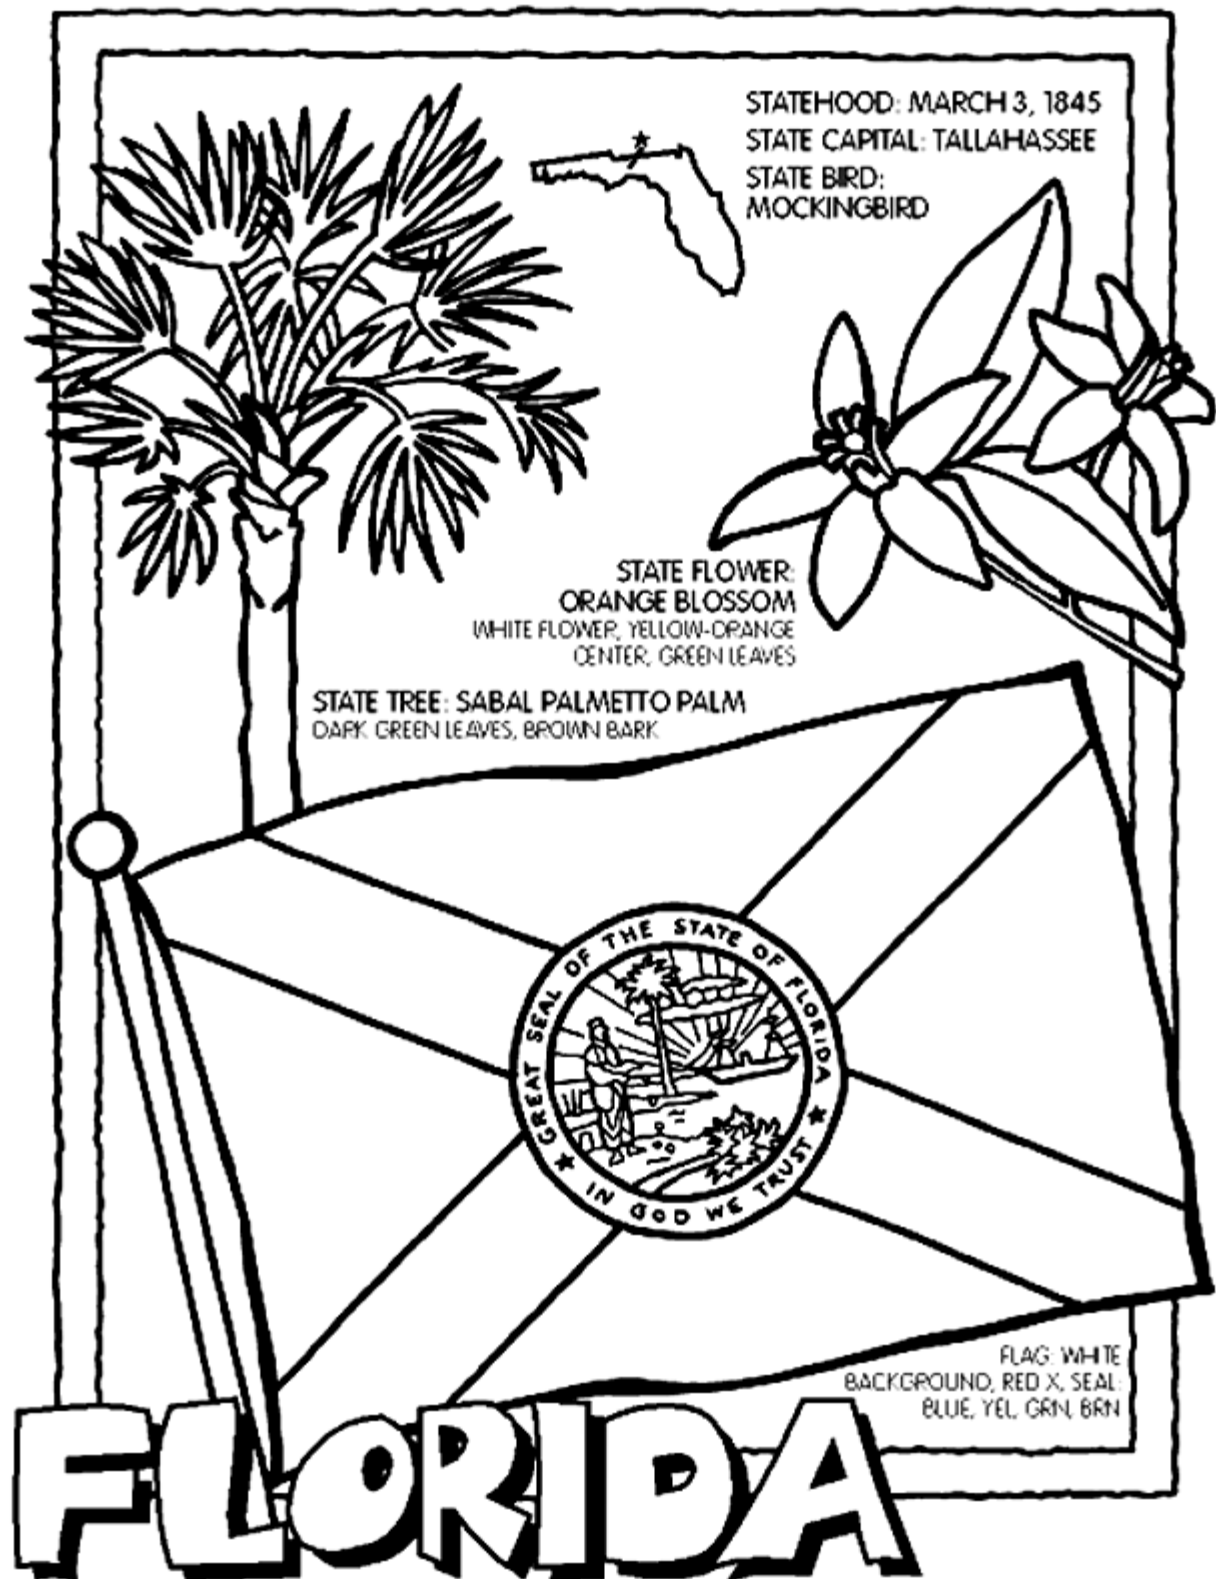 STATEHOOD: MARCH 3, 1845
STATE CAPITAL: TALLAHASSEE
STATE BIRD:
MOCKINGBIRD
STATE FLOWER:
ORANGE BLOSSOM
WHITE FLOWER, YELLOW-ORANGE
CENTER, GREEN LEAVES
STATE TREE: SABAL PALMETTO PALM
DARK GREEN LEAVES, BROWN BARK
GREAT SEAL OF THE STATE OF FLORIDA
IN GOD WE TRUST
FLAG: WHITE
BACKGROUND, RED X, SEAL:
BLUE, YEL, GRN, BRN
FLORIDA